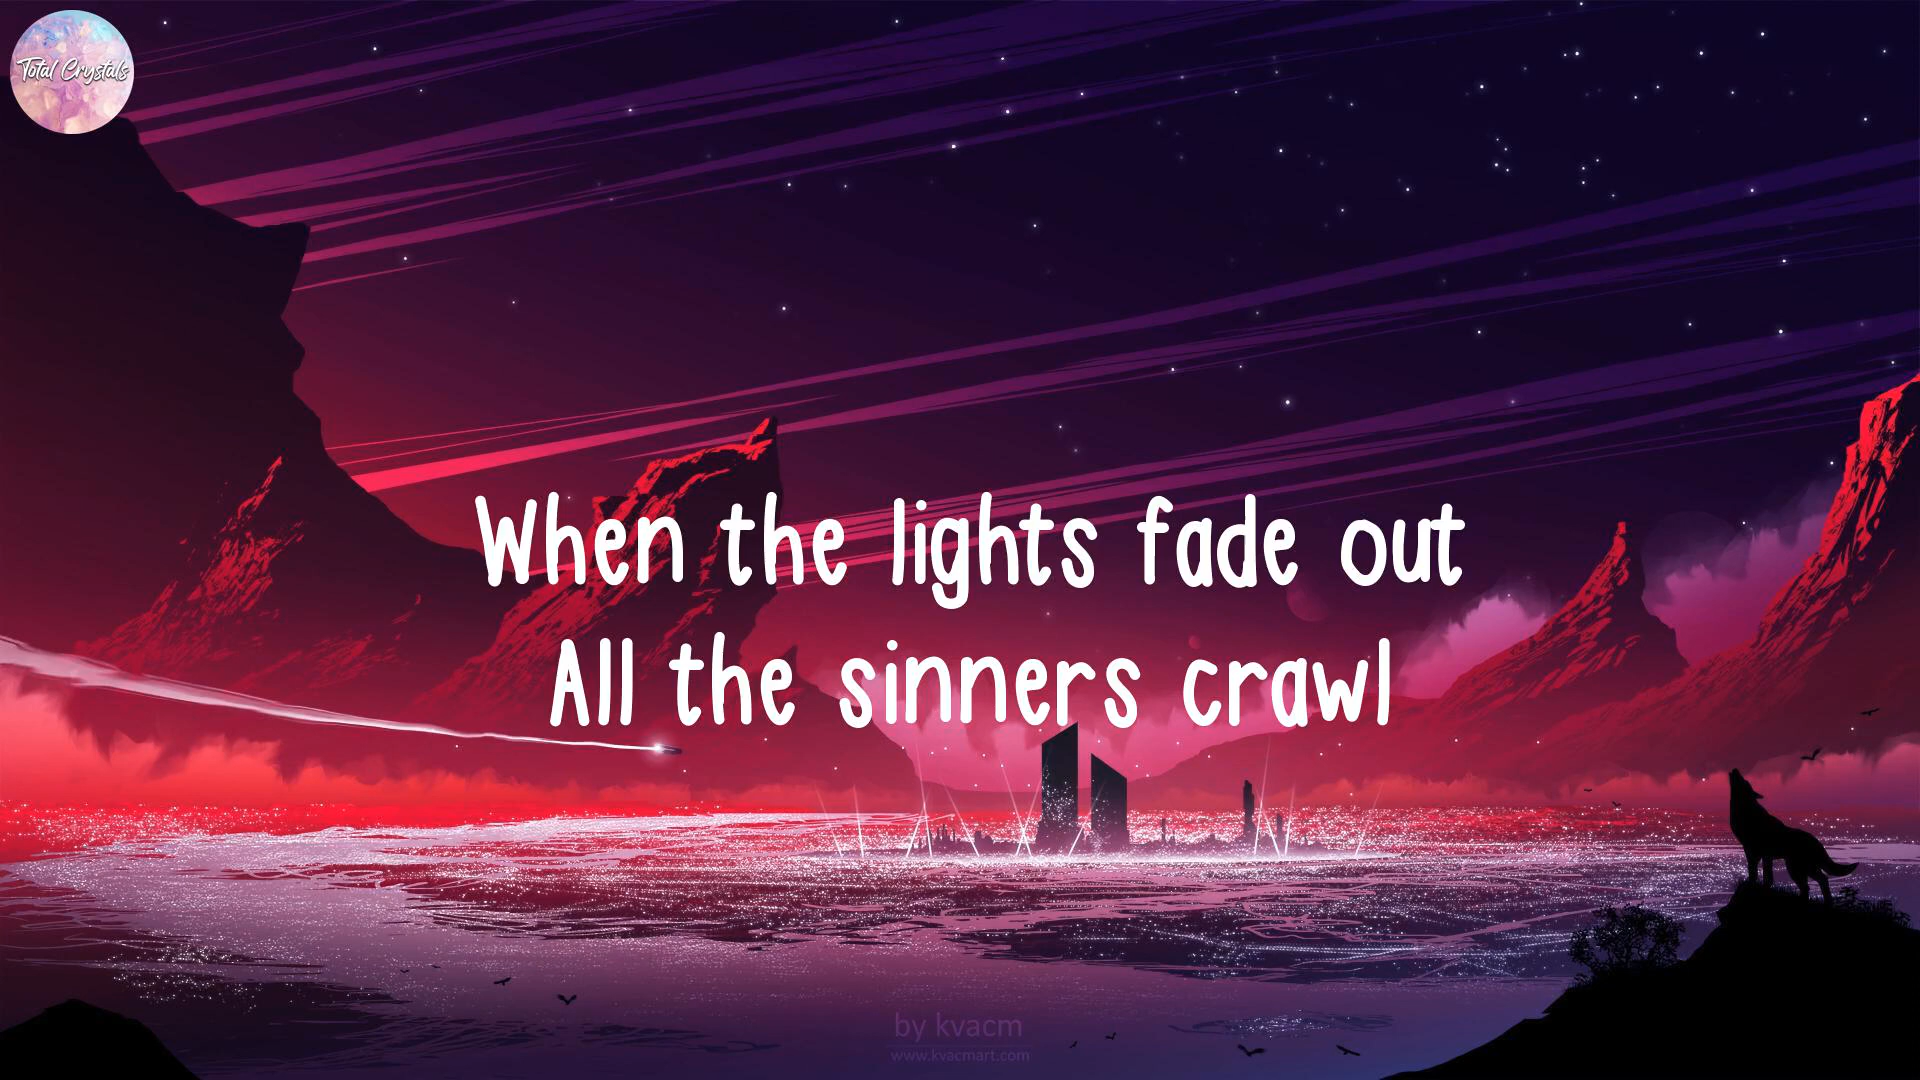 Total Crystals
When the lights fade out
All the sinners crawl
by kvacm
www.kvacmart.com